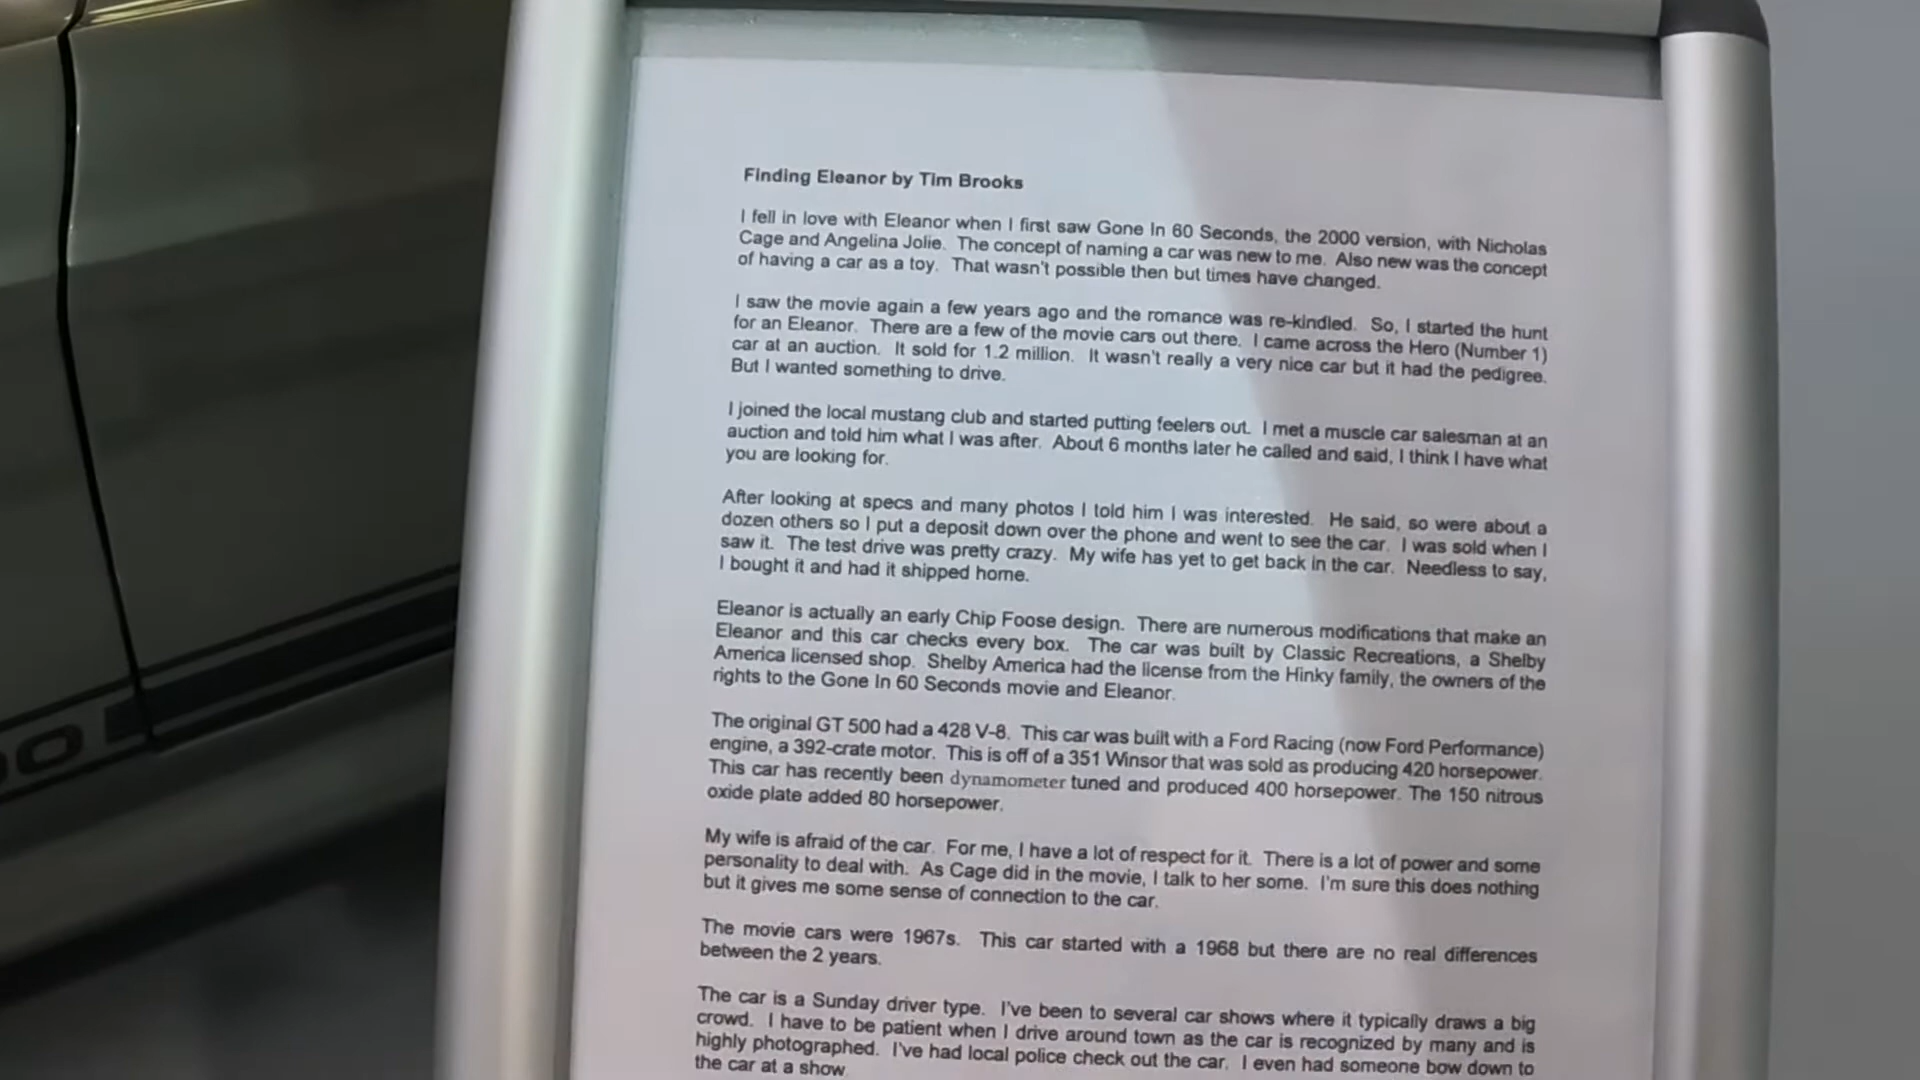 Finding Eleanor by Tim Brooks
I fell in love with Eleanor when I first saw Gone In 60 Seconds, the 2000 version, with Nicholas
Cage and Angelina Jolie. The concept of naming a car was new to me. Also new was the concept
of having a car as a toy. That wasn't possible then but times have changed.
I saw the movie again a few years ago and the romance was re-kindled. So, I started the hunt
for an Eleanor. There are a few of the movie cars out there. I came across the Hero (Number 1)
car at an auction. It sold for 1.2 million. It wasn't really a very nice car but it had the pedigree.
But I wanted something to drive.
I joined the local mustang club and started putting feelers out. I met a muscle car salesman at an
auction and told him what I was after. About 6 months later he called and said, I think I have what
you are looking for.
After looking at specs and many photos I told him I was interested. He said, so were about a
dozen others so I put a deposit down over the phone and went to see the car. I was sold when I
saw it. The test drive was pretty crazy. My wife has yet to get back in the car. Needless to say,
I bought it and had it shipped home.
Eleanor is actually an early Chip Foose design. There are numerous modifications that make an
Eleanor and this car checks every box. The car was built by Classic Recreations, a Shelby
America licensed shop. Shelby America had the license from the Hinky family, the owners of the
rights to the Gone In 60 Seconds movie and Eleanor.
The original GT 500 had a 428 V-8. This car was built with a Ford Racing (now Ford Performance)
engine, a 392-crate motor. This is off of a 351 Winsor that was sold as producing 420 horsepower.
This car has recently been dynamometer tuned and produced 400 horsepower. The 150 nitrous
oxide plate added 80 horsepower.
My wife is afraid of the car. For me, I have a lot of respect for it. There is a lot of power and some
personality to deal with. As Cage did in the movie, I talk to her some. I'm sure this does nothing
but it gives me some sense of connection to the car.
The movie cars were 1967s. This car started with a 1968 but there are no real differences
between the 2 years.
The car is a Sunday driver type. I've been to several car shows where it typically draws a big
crowd. I have to be patient when I drive around town as the car is recognized by many and is
highly photographed. I've had local police check out the car. I even had someone bow down to
the car at a show